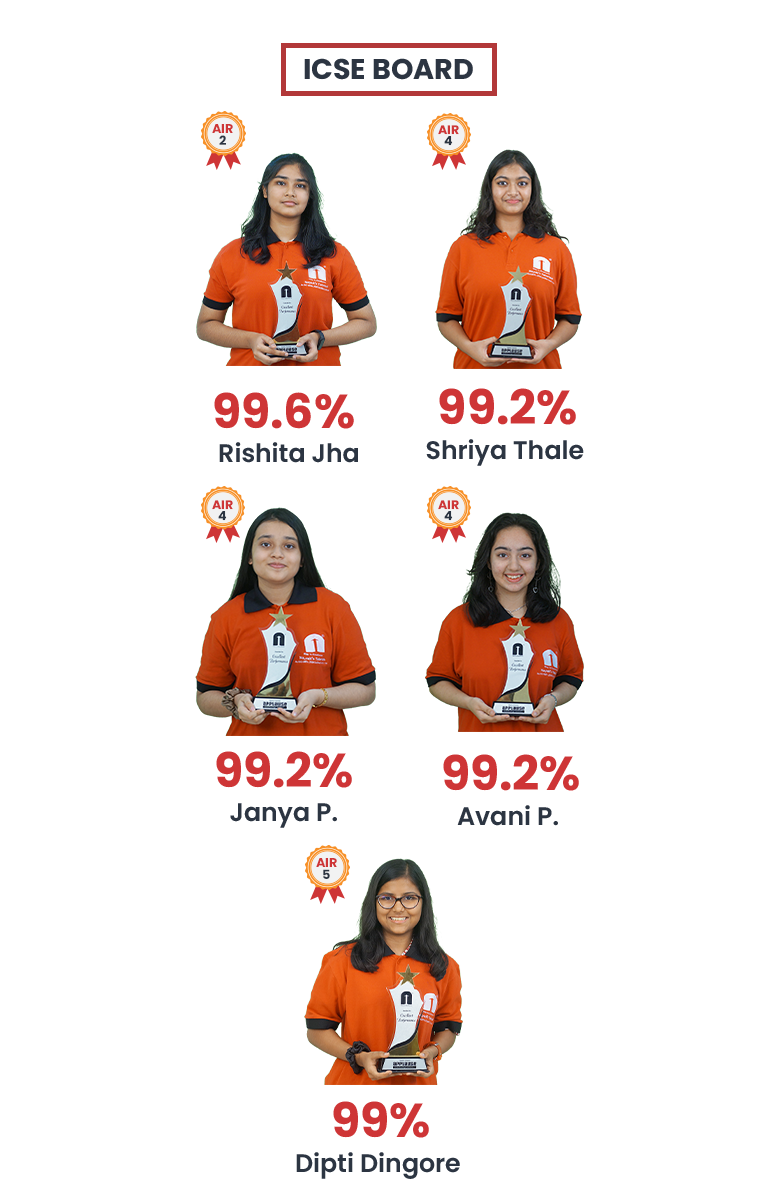 ICSE BOARD
AIR
2
AIR
4
99.6%
Rishita Jha
99.2%
Shriya Thale
AIR
4
AIR
4
99.2%
Janya P.
99.2%
Avani P.
AIR
5
99%
Dipti Dingore